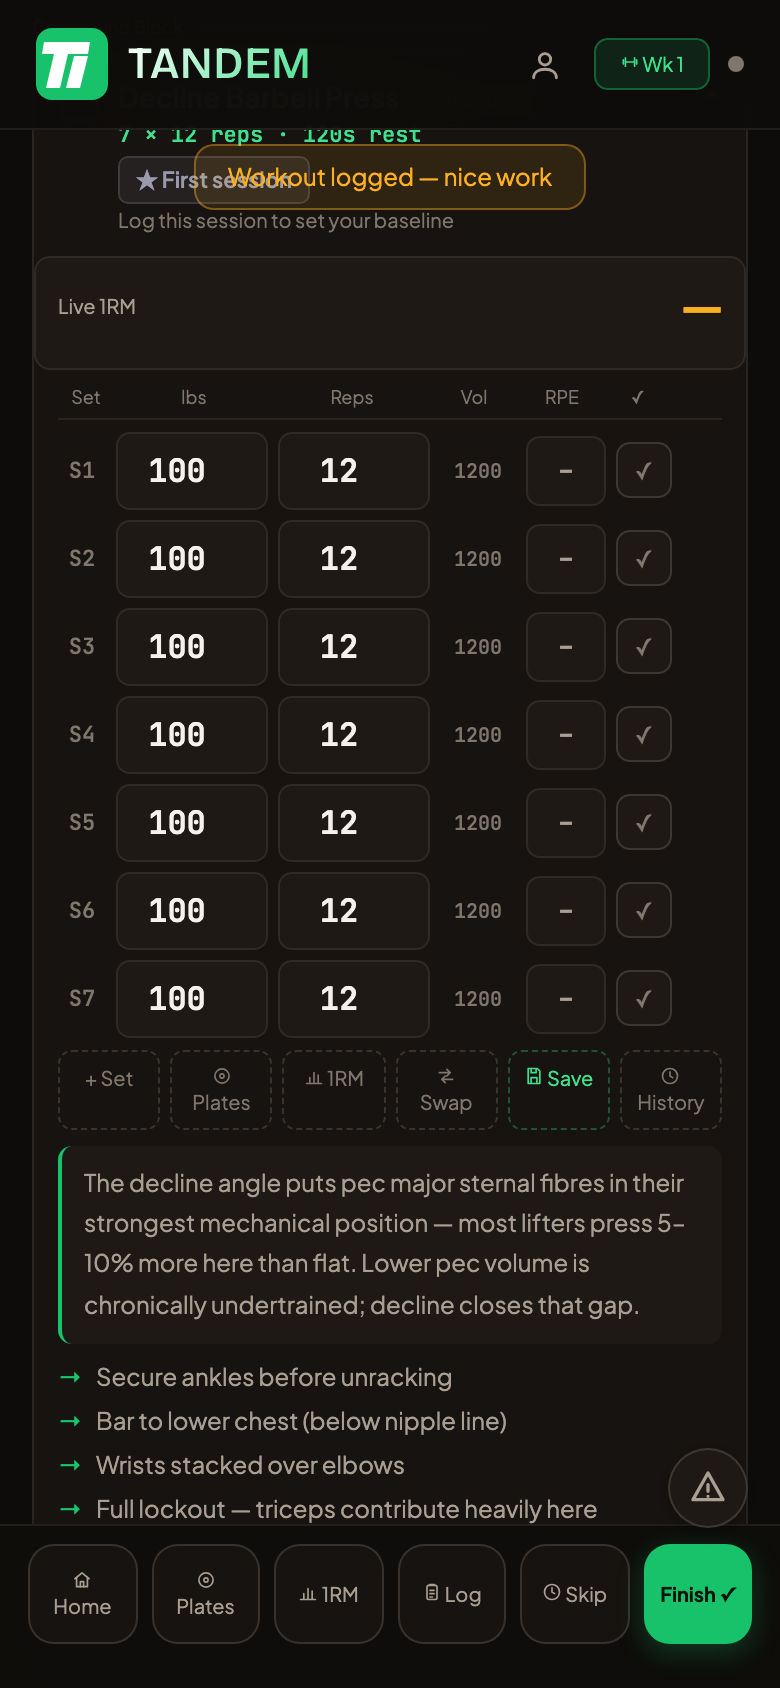 TANDEM
Wk 1
Decline Barbell Press
7 × 12 reps · 120s rest
★ First session
Workout logged — nice work
Log this session to set your baseline
Live 1RM
—
Set lbs Reps Vol RPE ✓
S1 100 12 1200 – ✓
S2 100 12 1200 – ✓
S3 100 12 1200 – ✓
S4 100 12 1200 – ✓
S5 100 12 1200 – ✓
S6 100 12 1200 – ✓
S7 100 12 1200 – ✓
+ Set
Plates
1RM
Swap
Save
History
The decline angle puts pec major sternal fibres in their
strongest mechanical position — most lifters press 5–
10% more here than flat. Lower pec volume is
chronically undertrained; decline closes that gap.
→ Secure ankles before unracking
→ Bar to lower chest (below nipple line)
→ Wrists stacked over elbows
→ Full lockout — triceps contribute heavily here
Home
Plates
1RM
Log
Skip
Finish ✓